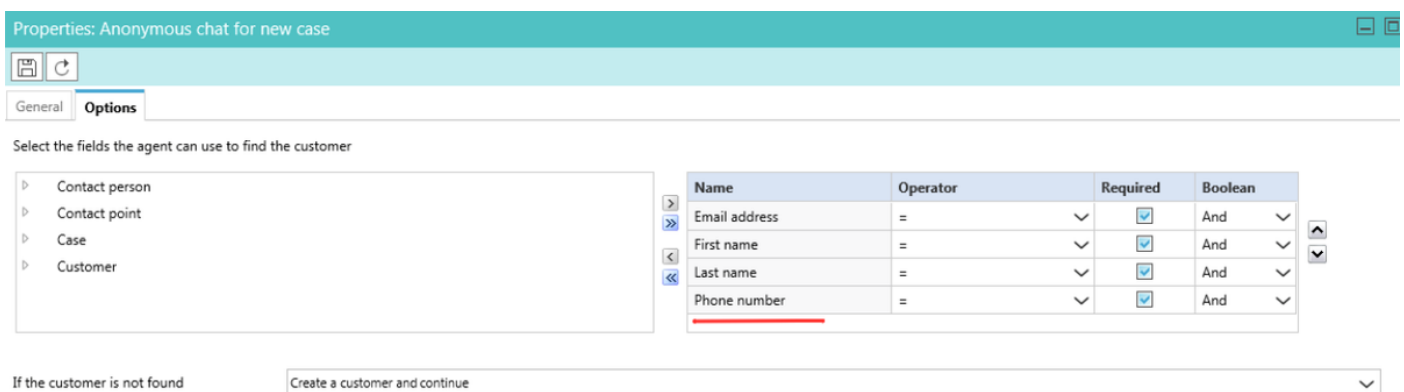 Properties: Anonymous chat for new case
General Options
Select the fields the agent can use to find the customer
Contact person
Contact point
Case
Customer
Name Operator Required Boolean
Email address = And
First name = And
Last name = And
Phone number = And
If the customer is not found Create a customer and continue